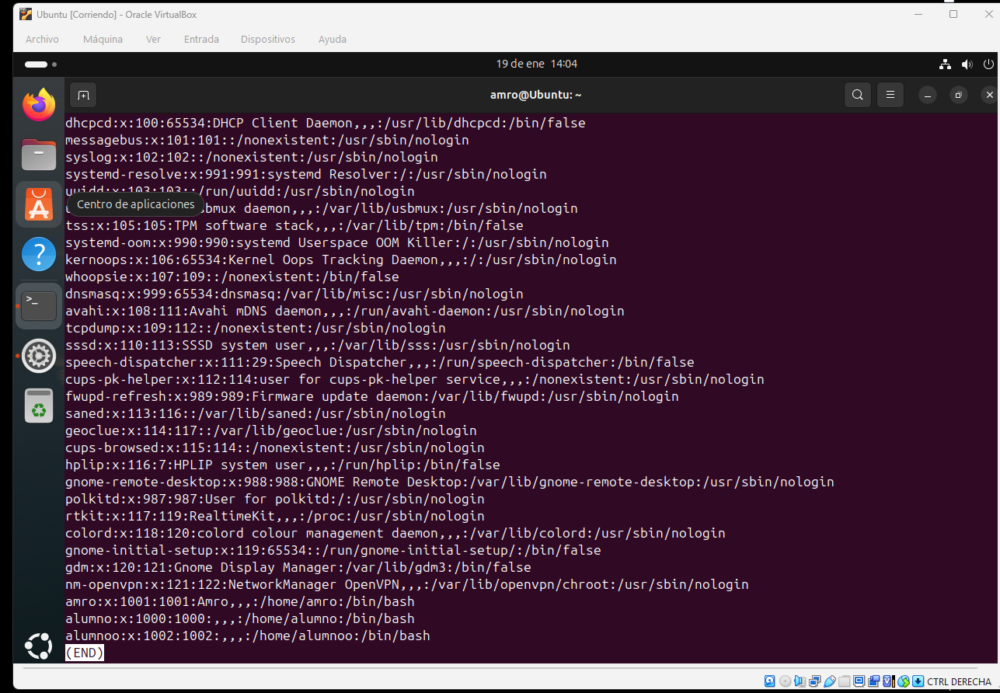 Ubuntu [Corriendo] - Oracle VirtualBox
Archivo Máquina Ver Entrada Dispositivos Ayuda
19 de ene 14:04
amro@Ubuntu: ~
dhcpcd:x:100:65534:DHCP Client Daemon,,,:/usr/lib/dhcpcd:/bin/false
messagebus:x:101:101::/nonexistent:/usr/sbin/nologin
syslog:x:102:102::/nonexistent:/usr/sbin/nologin
systemd-resolve:x:991:991:systemd Resolver:/:/usr/sbin/nologin
uuidd:x:103:103::/run/uuidd:/usr/sbin/nologin
Centro de aplicaciones
sbmux daemon,,,:/var/lib/usbmux:/usr/sbin/nologin
tss:x:105:105:TPM software stack,,,:/var/lib/tpm:/bin/false
systemd-oom:x:990:990:systemd Userspace OOM Killer:/:/usr/sbin/nologin
kernoops:x:106:65534:Kernel Oops Tracking Daemon,,,:/:/usr/sbin/nologin
whoopsie:x:107:109::/nonexistent:/bin/false
dnsmasq:x:999:65534:dnsmasq:/var/lib/misc:/usr/sbin/nologin
avahi:x:108:111:Avahi mDNS daemon,,,:/run/avahi-daemon:/usr/sbin/nologin
tcpdump:x:109:112::/nonexistent:/usr/sbin/nologin
sssd:x:110:113:SSSD system user,,,:/var/lib/sss:/usr/sbin/nologin
speech-dispatcher:x:111:29:Speech Dispatcher,,,:/run/speech-dispatcher:/bin/false
cups-pk-helper:x:112:114:user for cups-pk-helper service,,,:/nonexistent:/usr/sbin/nologin
fwupd-refresh:x:989:989:Firmware update daemon:/var/lib/fwupd:/usr/sbin/nologin
saned:x:113:116::/var/lib/saned:/usr/sbin/nologin
geoclue:x:114:117::/var/lib/geoclue:/usr/sbin/nologin
cups-browsed:x:115:114::/nonexistent:/usr/sbin/nologin
hplip:x:116:7:HPLIP system user,,,:/run/hplip:/bin/false
gnome-remote-desktop:x:988:988:GNOME Remote Desktop:/var/lib/gnome-remote-desktop:/usr/sbin/nologin
polkitd:x:987:987:User for polkitd:/:/usr/sbin/nologin
rtkit:x:117:119:RealtimeKit,,,:/proc:/usr/sbin/nologin
colord:x:118:120:colord colour management daemon,,,:/var/lib/colord:/usr/sbin/nologin
gnome-initial-setup:x:119:65534::/run/gnome-initial-setup/:/bin/false
gdm:x:120:121:Gnome Display Manager:/var/lib/gdm3:/bin/false
nm-openvpn:x:121:122:NetworkManager OpenVPN,,,:/var/lib/openvpn/chroot:/usr/sbin/nologin
amro:x:1001:1001:Amro,,,:/home/amro:/bin/bash
alumno:x:1000:1000:,,,:/home/alumno:/bin/bash
alumnoo:x:1002:1002:,,,:/home/alumnoo:/bin/bash
(END)
CTRL DERECHA